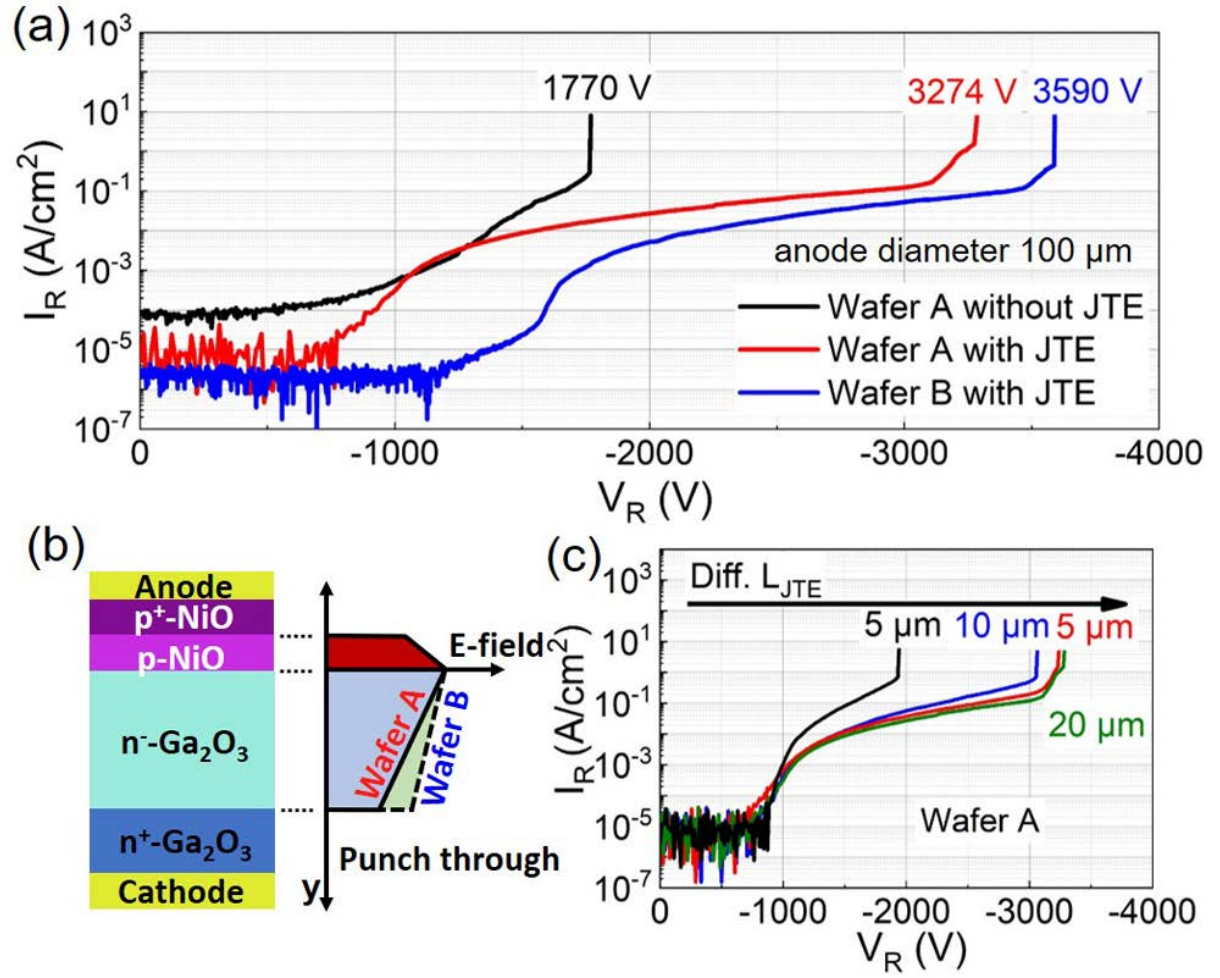 (a)
10³
10¹
10⁻¹
10⁻³
10⁻⁵
10⁻⁷
I_R (A/cm²)
1770 V
3274 V
3590 V
anode diameter 100 μm
Wafer A without JTE
Wafer A with JTE
Wafer B with JTE
0
-1000
-2000
-3000
-4000
V_R (V)
(b)
Anode
p⁺-NiO
p-NiO
n⁻-Ga₂O₃
n⁺-Ga₂O₃
Cathode
E-field
Wafer A
Wafer B
Punch through
y
(c)
10³
10¹
10⁻¹
10⁻³
10⁻⁵
10⁻⁷
I_R (A/cm²)
Diff. L_JTE
5 μm
10 μm
5 μm
20 μm
Wafer A
0
-1000
-2000
-3000
-4000
V_R (V)